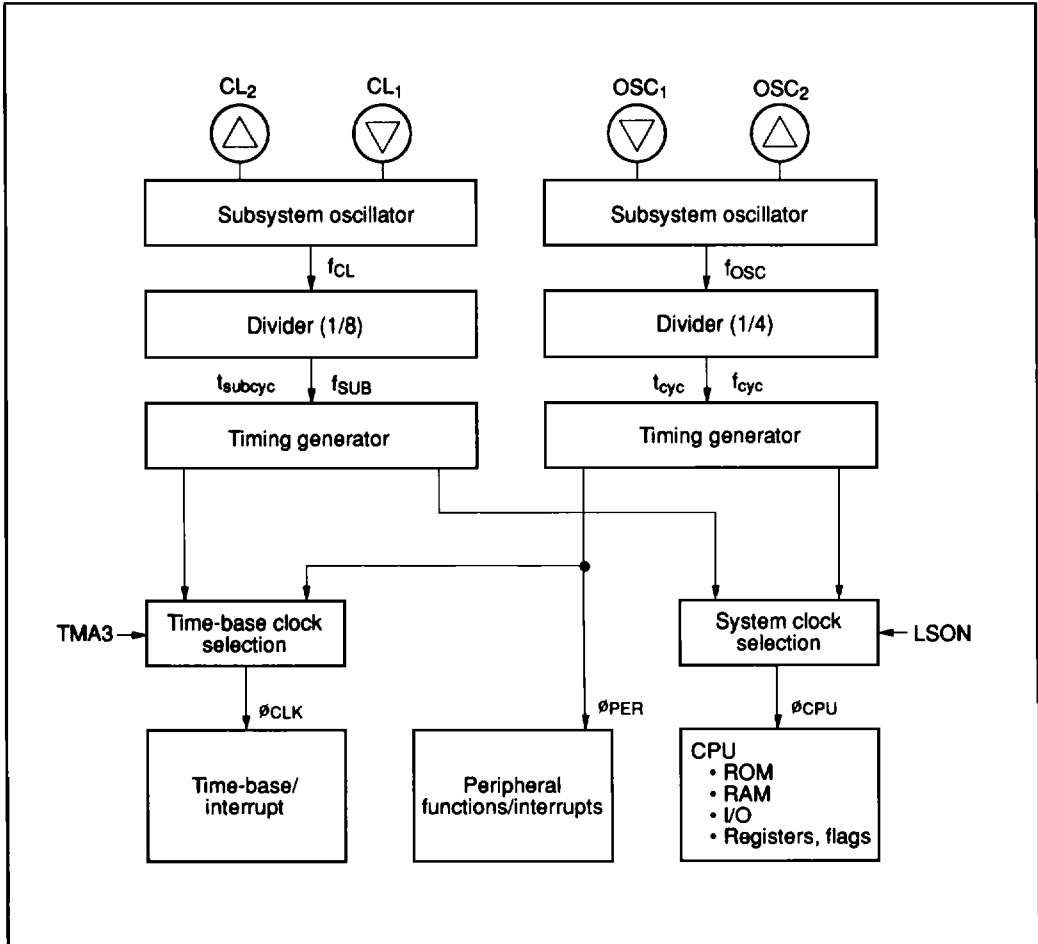 CL2 CL1 OSC1 OSC2
Subsystem oscillator Subsystem oscillator
fCL fOSC
Divider (1/8) Divider (1/4)
tsubcyc fSUB tcyc fcyc
Timing generator Timing generator
TMA3
Time-base clock
selection
System clock
selection
LSON
øCLK øPER øCPU
Time-base/
interrupt
Peripheral
functions/interrupts
CPU
• ROM
• RAM
• I/O
• Registers, flags